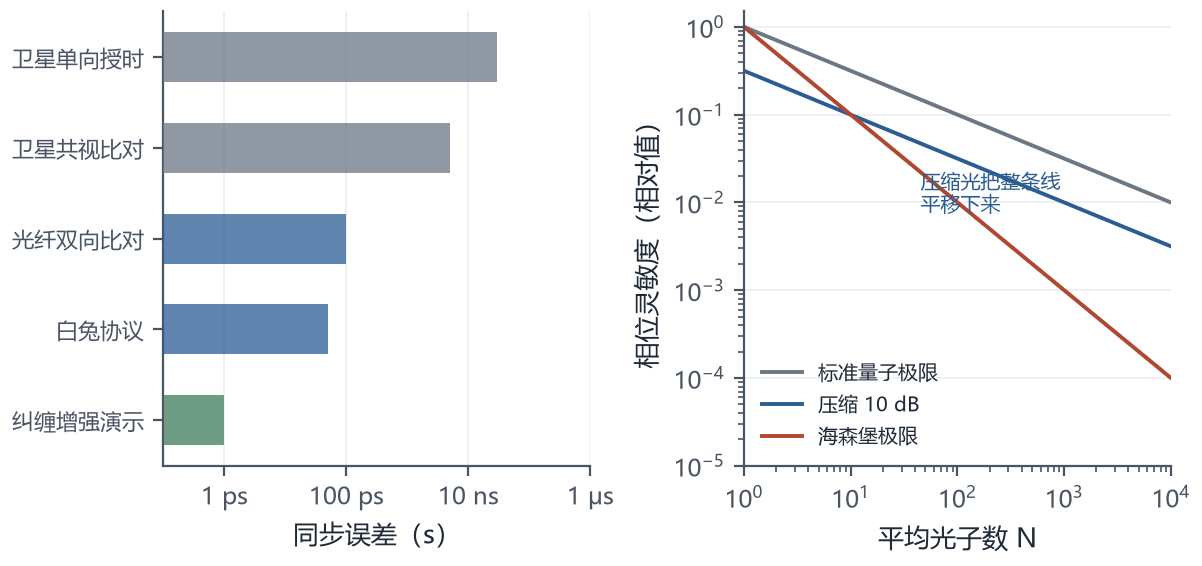 卫星单向授时
卫星共视比对
光纤双向比对
白兔协议
纠缠增强演示
1 ps
100 ps
10 ns
1 μs
同步误差（s）
相位灵敏度（相对值）
10⁰
10⁻¹
10⁻²
10⁻³
10⁻⁴
10⁻⁵
压缩光把整条线
平移下来
标准量子极限
压缩 10 dB
海森堡极限
10⁰
10¹
10²
10³
10⁴
平均光子数 N